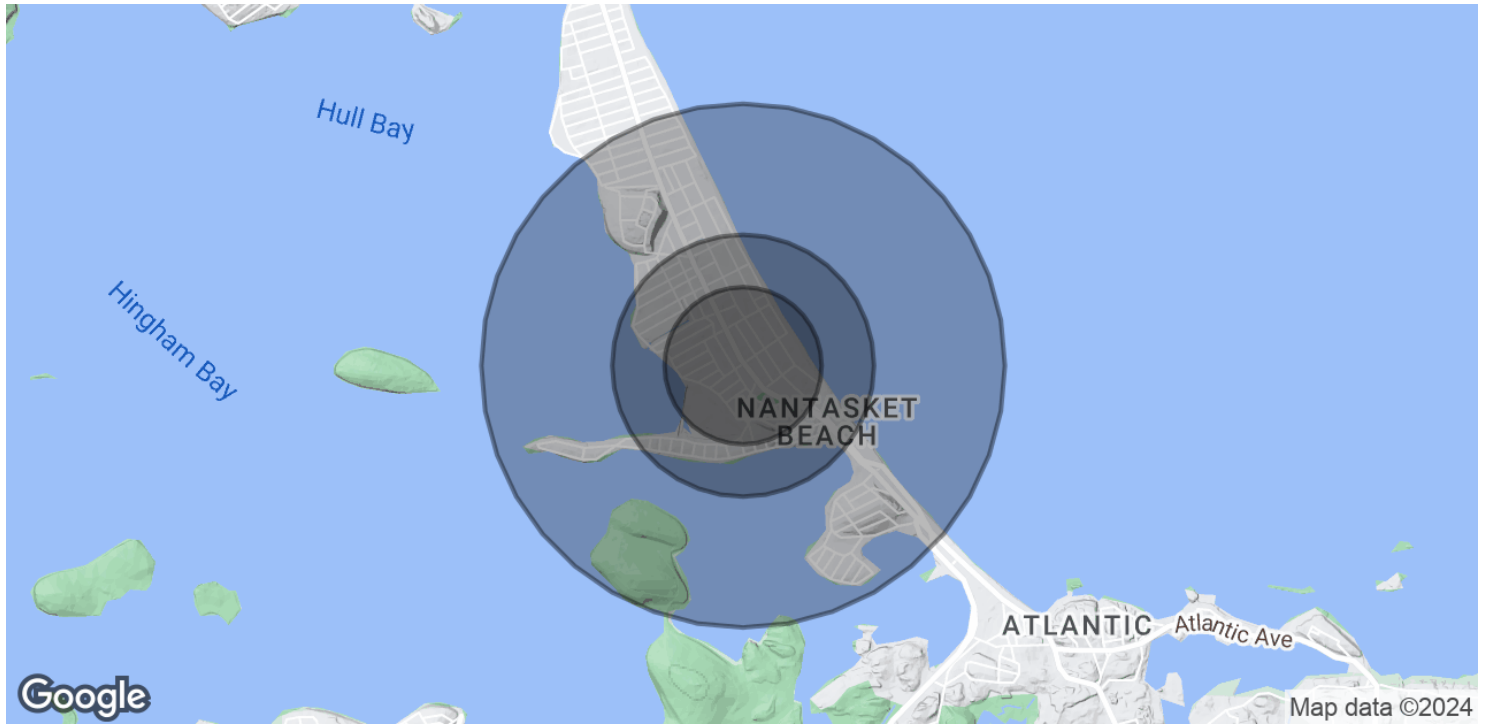 Hull Bay
Hingham Bay
NANTASKET
BEACH
ATLANTIC
Atlantic Ave
Google
Map data ©2024